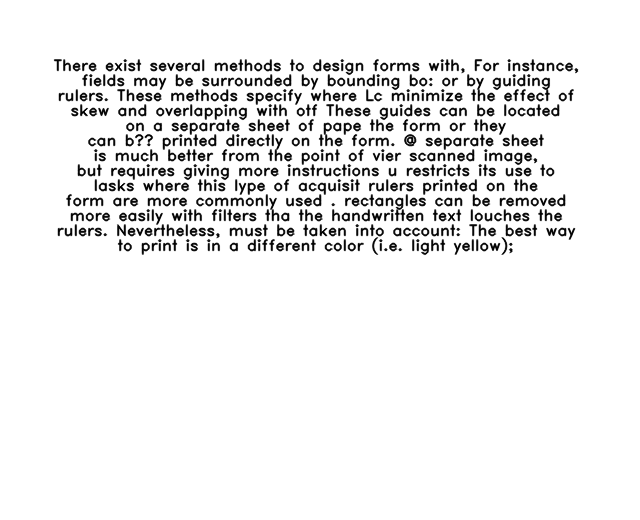 There exist several methods to design forms with, For instance,
fields may be surrounded by bounding bo: or by guiding
rulers. These methods specify where Lc minimize the effect of
skew and overlapping with otf These guides can be located
on a separate sheet of pape the form or they
can b?? printed directly on the form. @ separate sheet
is much better from the point of vier scanned image,
but requires giving more instructions u restricts its use to
lasks where this lype of acquisit rulers printed on the
form are more commonly used . rectangles can be removed
more easily with filters tha the handwritten text louches the
rulers. Nevertheless, must be taken into account: The best way
to print is in a different color (i.e. light yellow);